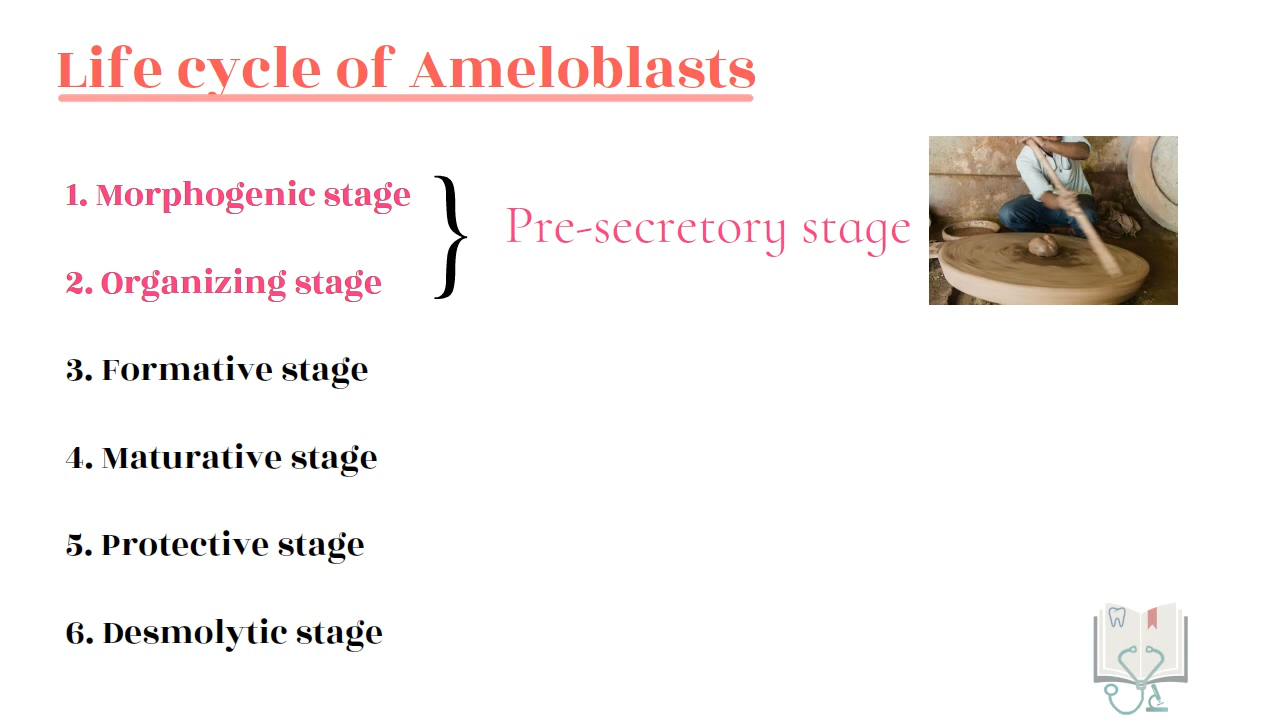 Life cycle of Ameloblasts
1. Morphogenic stage
2. Organizing stage
} Pre-secretory stage
3. Formative stage
4. Maturative stage
5. Protective stage
6. Desmolytic stage